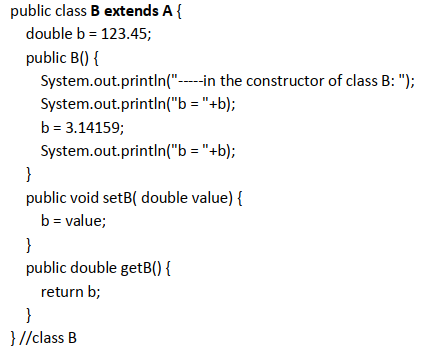 public class B extends A {
double b = 123.45;
public B() {
System.out.println("-----in the constructor of class B: ");
System.out.println("b = "+b);
b = 3.14159;
System.out.println("b = "+b);
}
public void setB( double value) {
b = value;
}
public double getB() {
return b;
}
} //class B